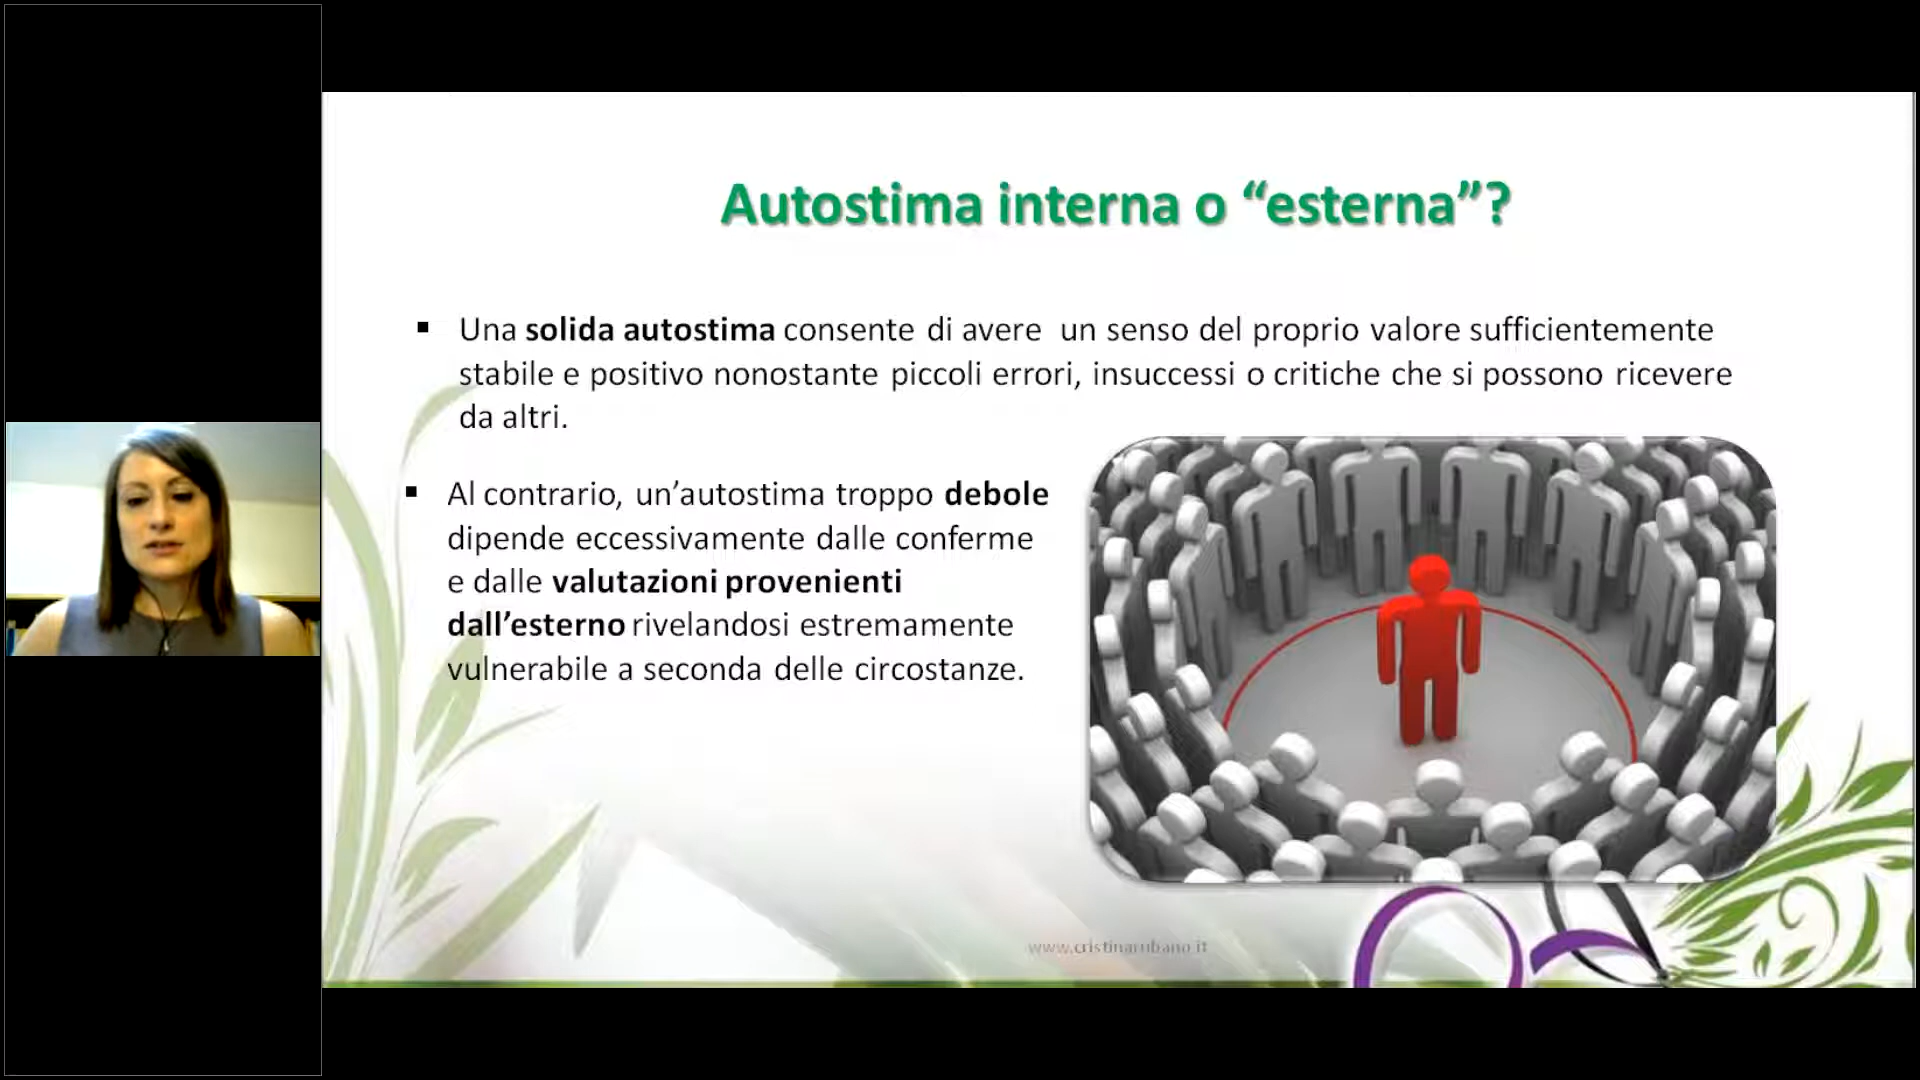 Autostima interna o “esterna”?
▪ Una solida autostima consente di avere un senso del proprio valore sufficientemente
stabile e positivo nonostante piccoli errori, insuccessi o critiche che si possono ricevere
da altri.
▪ Al contrario, un’autostima troppo debole
dipende eccessivamente dalle conferme
e dalle valutazioni provenienti
dall’esterno rivelandosi estremamente
vulnerabile a seconda delle circostanze.
www.cristinarubano.it